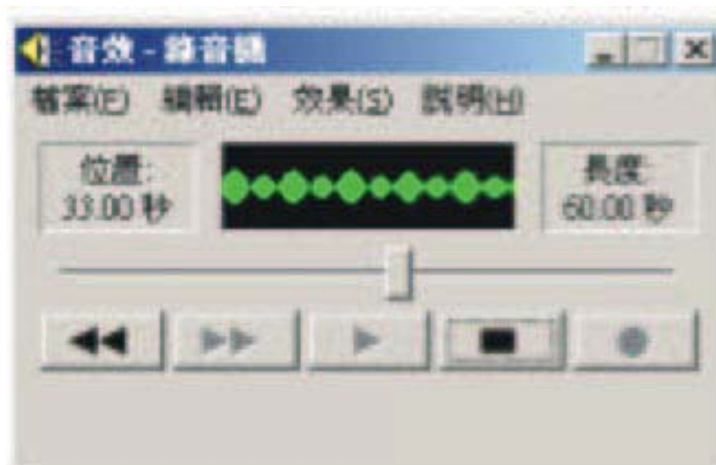 音效 - 錄音機
檔案(F) 編輯(E) 效果(S) 說明(H)
位置:
33.00 秒
長度:
60.00 秒